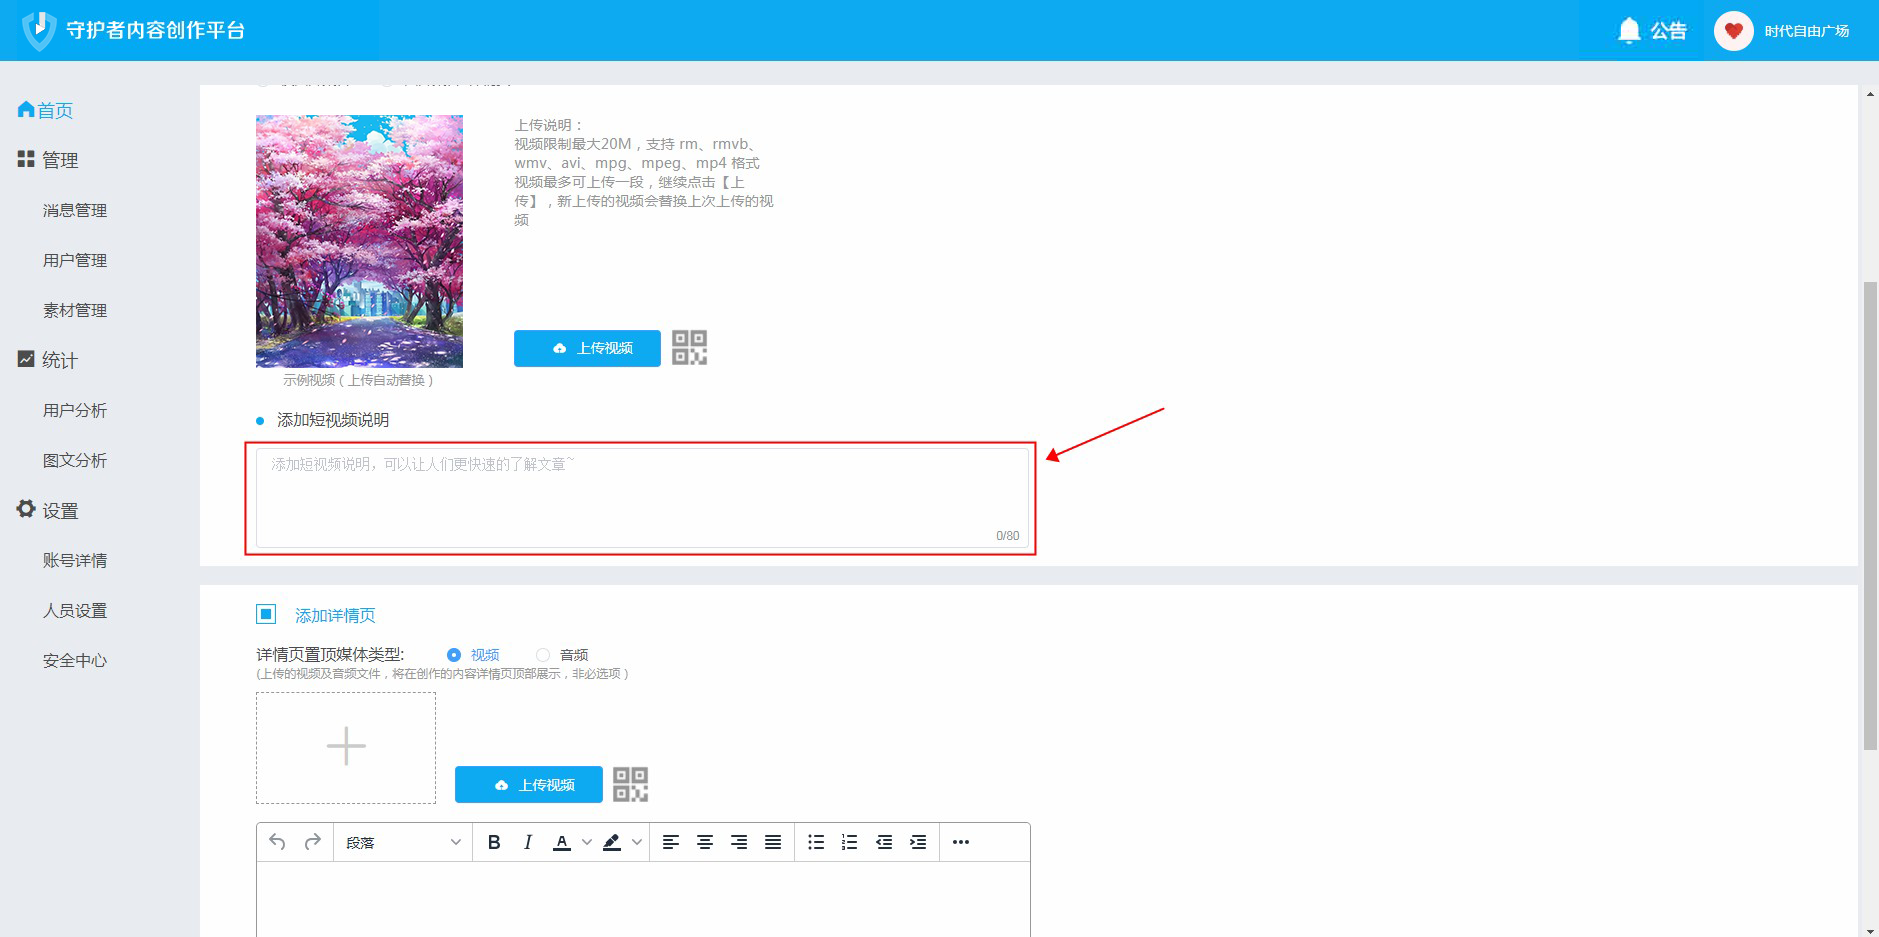 守护者内容创作平台
公告
时代自由广场
首页
管理
消息管理
用户管理
素材管理
统计
用户分析
图文分析
设置
账号详情
人员设置
安全中心
上传说明：
视频限制最大20M，支持 rm、rmvb、
wmv、avi、mpg、mpeg、mp4 格式
视频最多可上传一段，继续点击【上
传】，新上传的视频会替换上次上传的视
频
上传视频
示例视频（上传自动替换）
添加短视频说明
添加短视频说明，可以让人们更快速的了解文章~
0/80
添加详情页
详情页置顶媒体类型: 视频 音频
(上传的视频及音频文件，将在创作的内容详情页顶部展示，非必选项）
上传视频
段落 B I A